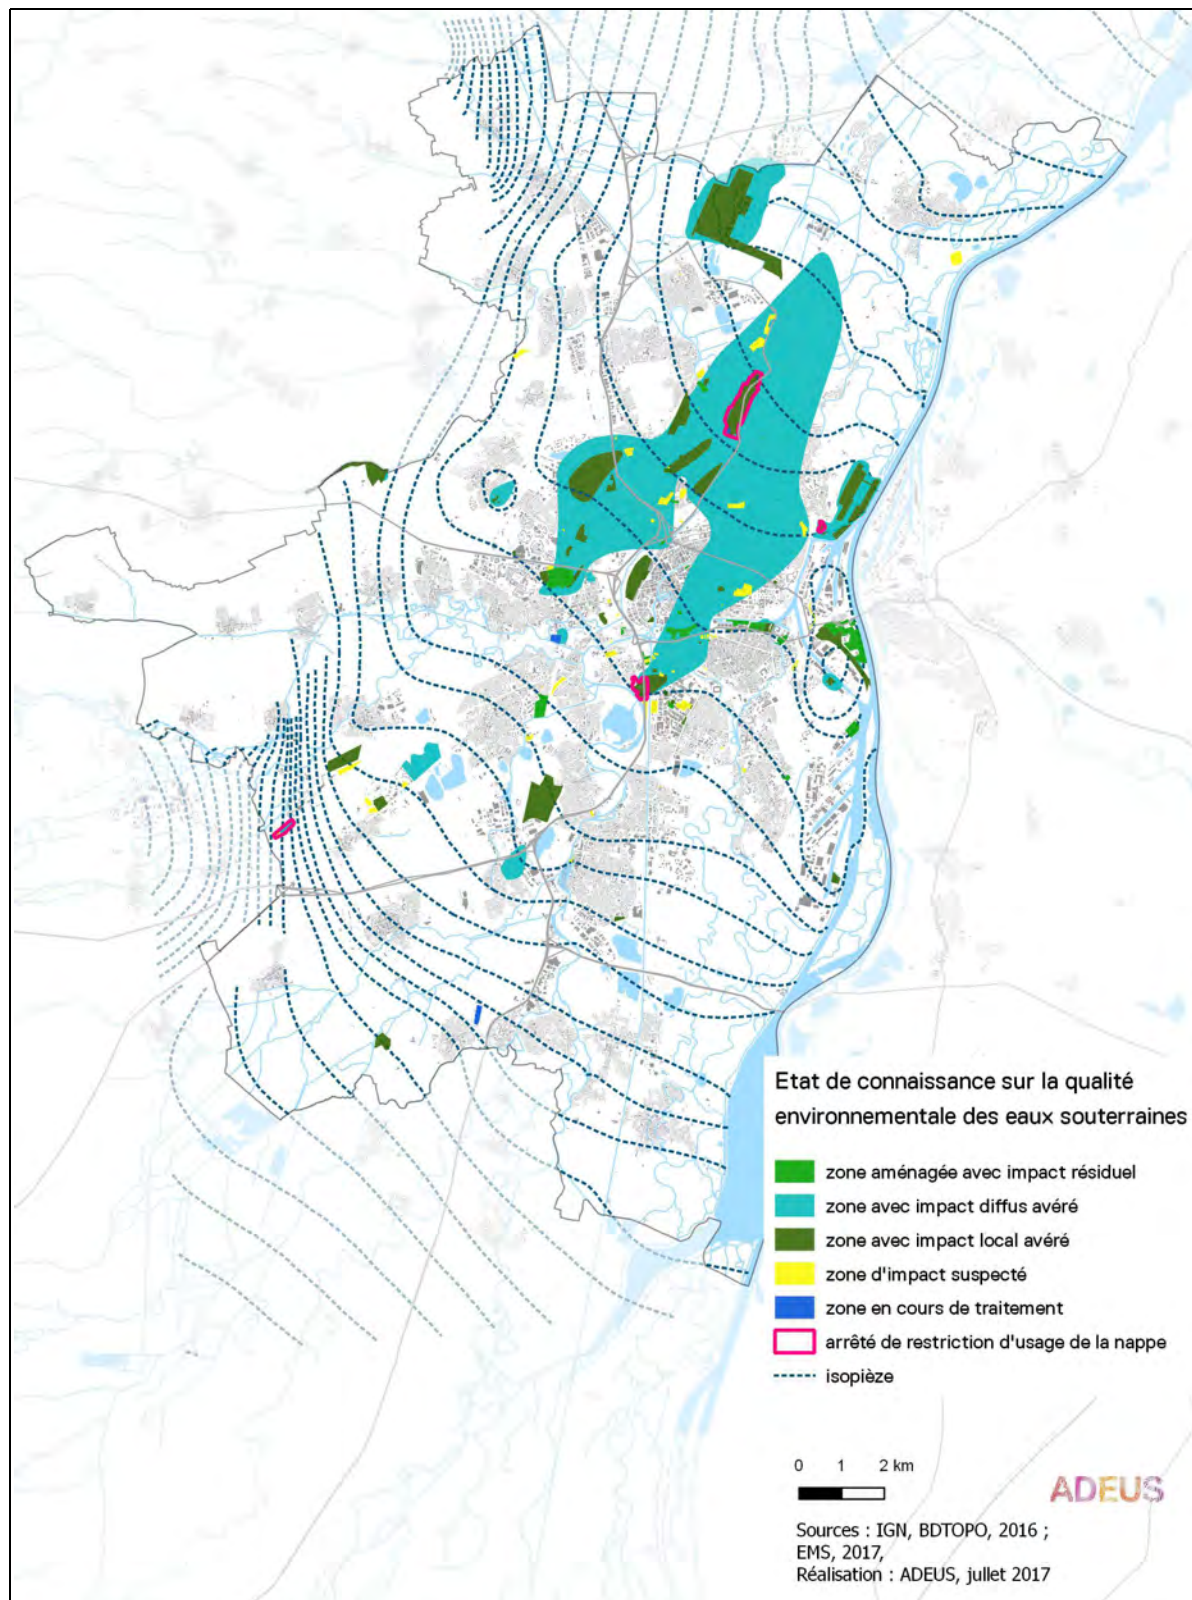 Etat de connaissance sur la qualité
environnementale des eaux souterraines
zone aménagée avec impact résiduel
zone avec impact diffus avéré
zone avec impact local avéré
zone d'impact suspecté
zone en cours de traitement
arrêté de restriction d'usage de la nappe
isopièze
0 1 2 km
ADEUS
Sources : IGN, BDTOPO, 2016 ;
EMS, 2017,
Réalisation : ADEUS, juillet 2017